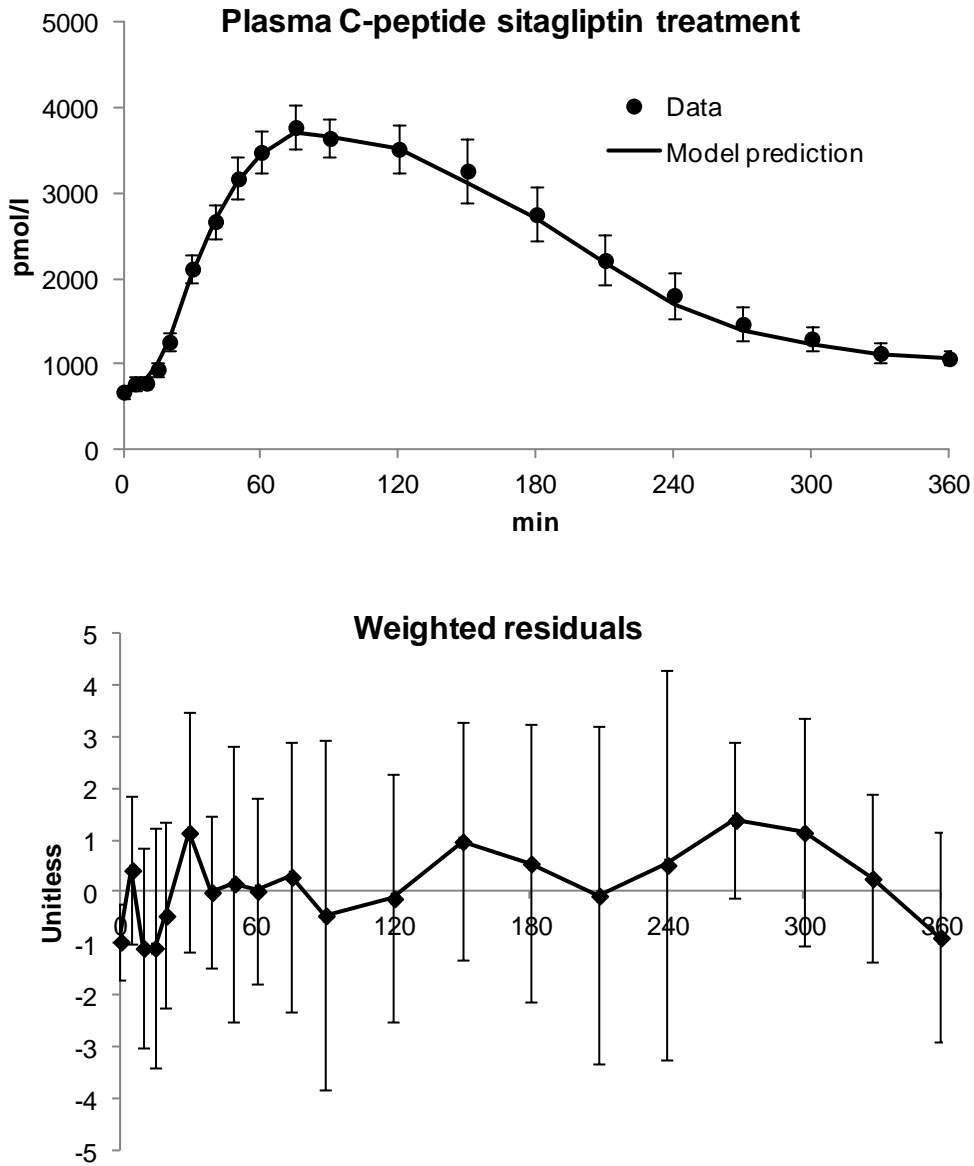 Plasma C-peptide sitagliptin treatment
5000
4000
3000
2000
1000
0
pmol/l
Data
Model prediction
0 60 120 180 240 300 360
min
Weighted residuals
5
4
3
2
1
0
-1
-2
-3
-4
-5
Unitless
0 60 120 180 240 300 360